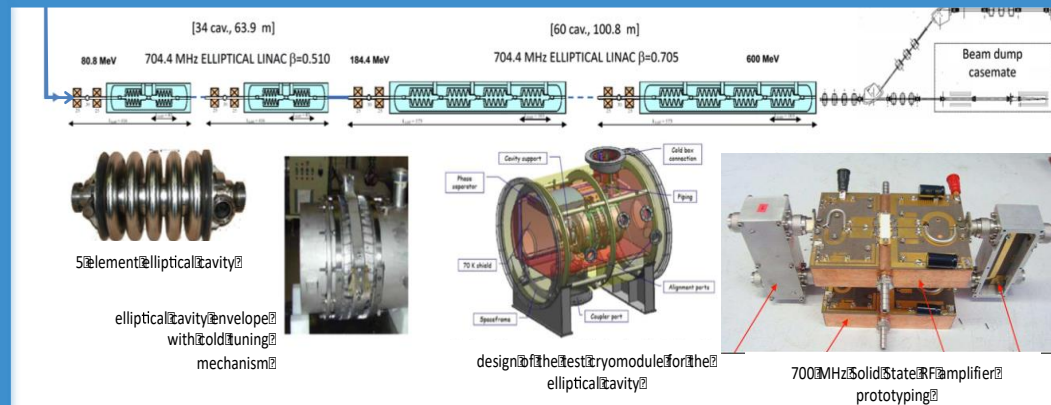 [34 cav., 63.9 m]
[60 cav., 100.8 m]
80.8 MeV
704.4 MHz ELLIPTICAL LINAC β=0.510
184.4 MeV
704.4 MHz ELLIPTICAL LINAC β=0.705
600 MeV
Beam dump
casemate
Cold box
connection
Cavity support
Phase
separator
Piping
70 K shield
Alignment ports
Spaceframe
Coupler port
5⍰element⍰elliptical⍰cavity⍰
elliptical⍰cavity⍰envelope⍰
with⍰cold⍰tuning⍰
mechanism⍰
design⍰of⍰the⍰test⍰cryomodule⍰for⍰the⍰
elliptical⍰cavity⍰
700⍰MHz⍰Solid⍰State⍰RF⍰amplifier⍰
prototyping⍰